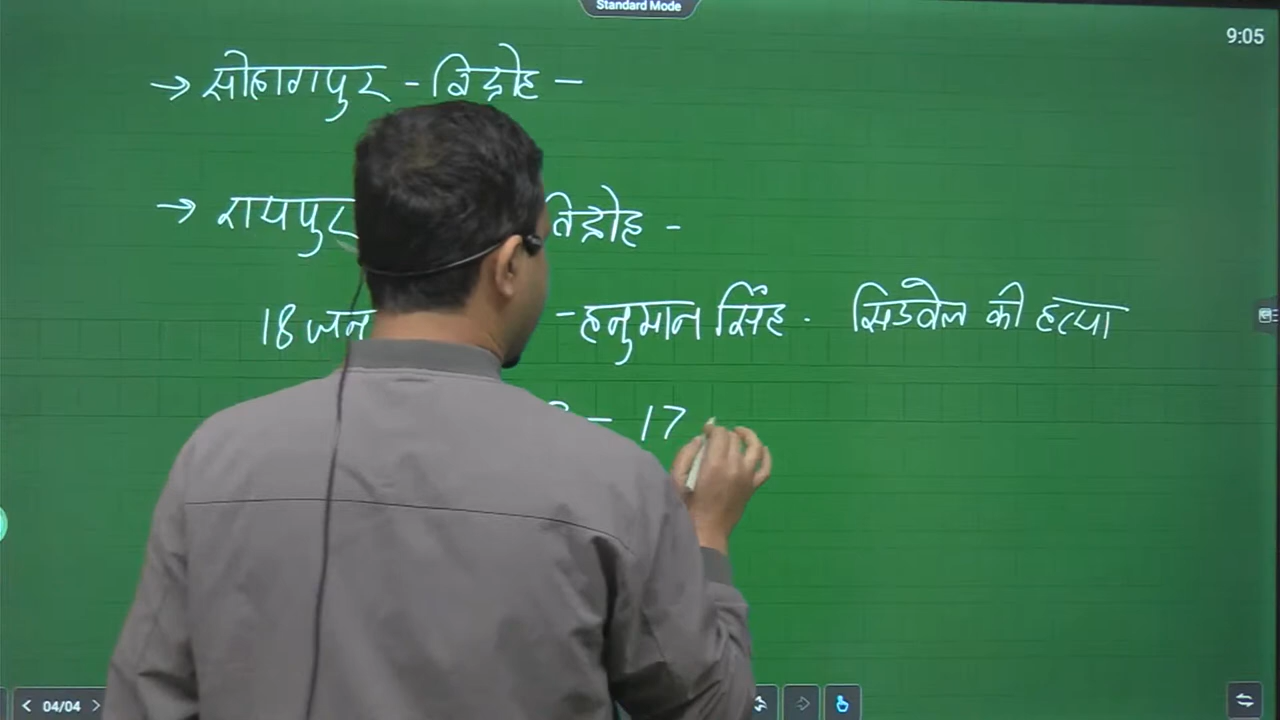 Standard Mode
9:05
→ सोहागपुर - विद्रोह -
→ रायपुर विद्रोह -
18 जन - हनुमान सिंह. सिडवेल की हत्या
- 17
< 04/04 >